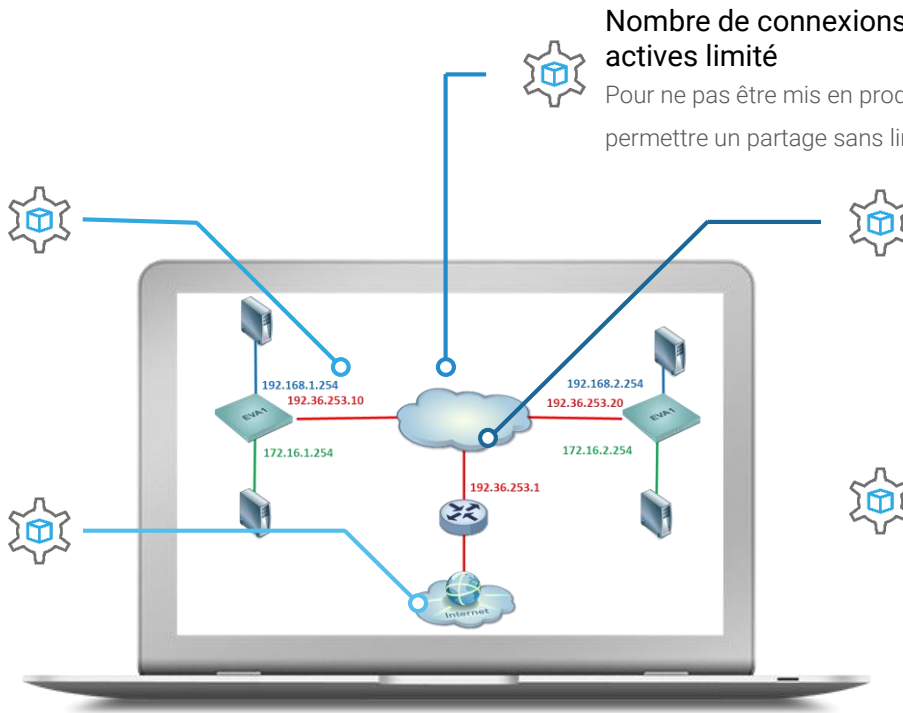 Nombre de connexions
actives limité
Pour ne pas être mis en
permettre un partage sans
192.168.1.254
192.36.253.10
EVA1
172.16.1.254
192.168.2.254
192.36.253.20
EVA1
172.16.2.254
192.36.253.1
Internet